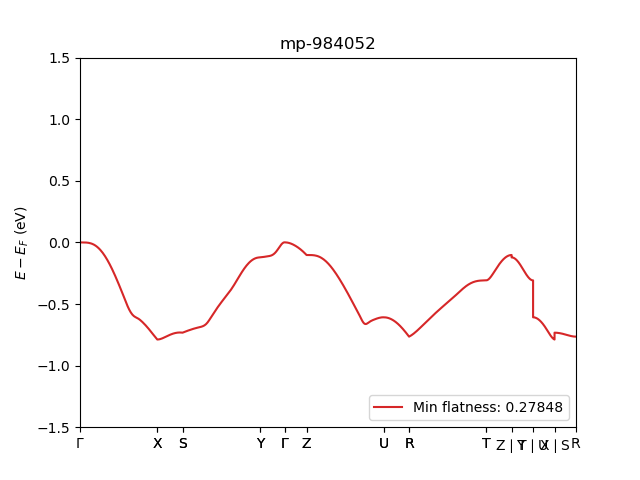 mp-984052
E − E_F (eV)
1.5
1.0
0.5
0.0
−0.5
−1.0
−1.5
Min flatness: 0.27848
Γ X S Y Γ Z U R T Z | Y T | U X | S R